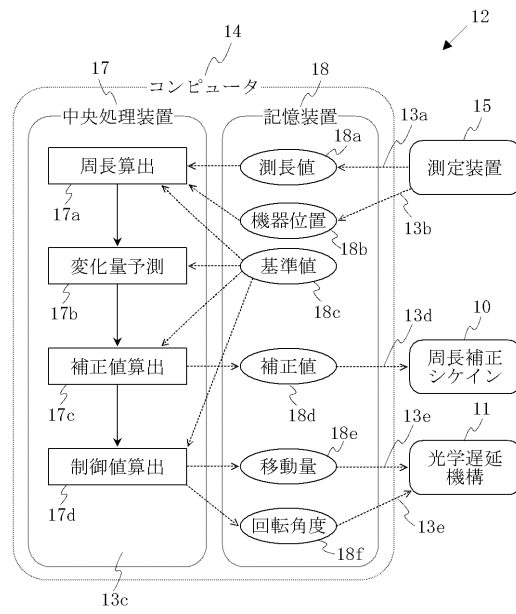 14
12
コンピュータ
17
18
中央処理装置
記憶装置
13a
15
18a
周長算出
測長値
測定装置
17a
機器位置
18b
13b
変化量予測
基準値
17b
18c
13d
10
補正値算出
補正値
周長補正
シケイン
17c
18d
18e
13e
11
制御値算出
移動量
光学遅延
機構
17d
回転角度
13e
18f
13c